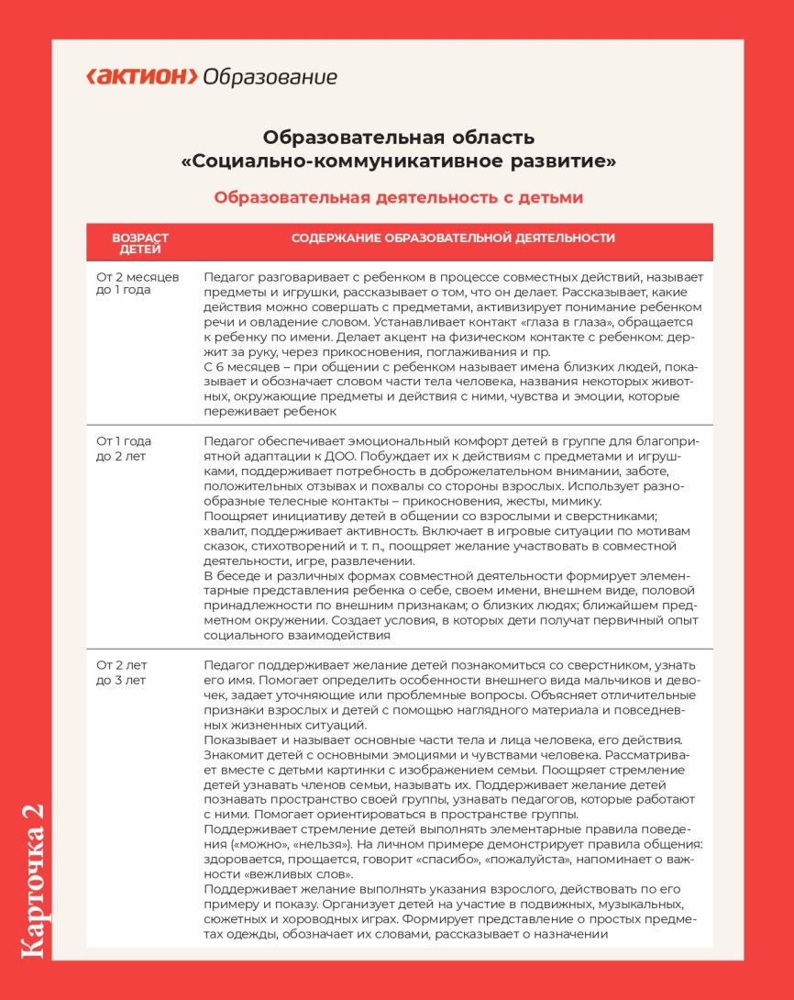 ‹актион› Образование
Образовательная область
«Социально-коммуникативное развитие»
Образовательная деятельность с детьми
ВОЗРАСТ
ДЕТЕЙ
СОДЕРЖАНИЕ ОБРАЗОВАТЕЛЬНОЙ ДЕЯТЕЛЬНОСТИ
От 2 месяцев
до 1 года
Педагог разговаривает с ребенком в процессе совместных действий, называет
предметы и игрушки, рассказывает о том, что он делает. Рассказывает, какие
действия можно совершать с предметами, активизирует понимание ребенком
речи и овладение словом. Устанавливает контакт «глаза в глаза», обращается
к ребенку по имени. Делает акцент на физическом контакте с ребенком: дер-
жит за руку, через прикосновения, поглаживания и пр.
С 6 месяцев – при общении с ребенком называет имена близких людей, пока-
зывает и обозначает словом части тела человека, названия некоторых живот-
ных, окружающие предметы и действия с ними, чувства и эмоции, которые
переживает ребенок
От 1 года
до 2 лет
Педагог обеспечивает эмоциональный комфорт детей в группе для благопри-
ятной адаптации к ДОО. Побуждает их к действиям с предметами и игруш-
ками, поддерживает потребность в доброжелательном внимании, заботе,
положительных отзывах и похвалы со стороны взрослых. Использует разно-
образные телесные контакты – прикосновения, жесты, мимику.
Поощряет инициативу детей в общении со взрослыми и сверстниками;
хвалит, поддерживает активность. Включает в игровые ситуации по мотивам
сказок, стихотворений и т. п., поощряет желание участвовать в совместной
деятельности, игре, развлечении.
В беседе и различных формах совместной деятельности формирует элемен-
тарные представления ребенка о себе, своем имени, внешнем виде, половой
принадлежности по внешним признакам; о близких людях; ближайшем пред-
метном окружении. Создает условия, в которых дети получат первичный опыт
социального взаимодействия
От 2 лет
до 3 лет
Педагог поддерживает желание детей познакомиться со сверстником, узнать
его имя. Помогает определить особенности внешнего вида мальчиков и дево-
чек, задает уточняющие или проблемные вопросы. Объясняет отличительные
признаки взрослых и детей с помощью наглядного материала и повседнев-
ных жизненных ситуаций.
Показывает и называет основные части тела и лица человека, его действия.
Знакомит детей с основными эмоциями и чувствами человека. Рассматрива-
ет вместе с детьми картинки с изображением семьи. Поощряет стремление
детей узнавать членов семьи, называть их. Поддерживает желание детей
познавать пространство своей группы, узнавать педагогов, которые работают
с ними. Помогает ориентироваться в пространстве группы.
Поддерживает стремление детей выполнять элементарные правила поведе-
ния («можно», «нельзя»). На личном примере демонстрирует правила общения:
здоровается, прощается, говорит «спасибо», «пожалуйста», напоминает о важ-
ности «вежливых слов».
Поддерживает желание выполнять указания взрослого, действовать по его
примеру и показу. Организует детей на участие в подвижных, музыкальных,
сюжетных и хороводных играх. Формирует представление о простых предме-
тах одежды, обозначает их словами, рассказывает о назначении
Карточка 2